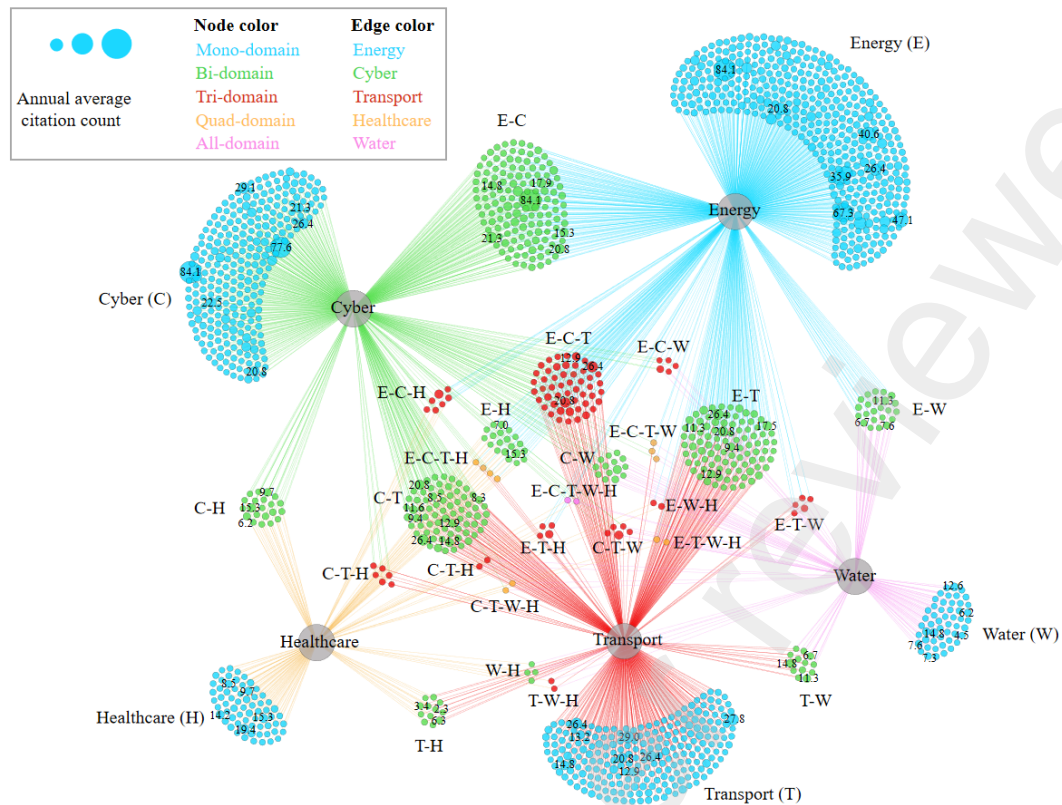 Node color
Edge color
Mono-domain
Energy
Bi-domain
Cyber
Annual average
citation count
Tri-domain
Transport
Quad-domain
Healthcare
All-domain
Water
Energy (E)
84.1
20.8
40.6
26.4
35.9
67.3
47.1
Energy
E-C
17.9
14.8
84.1
21.3
15.3
20.8
29.1
21.3
26.4
77.6
84.1
22.5
20.8
Cyber (C)
Cyber
E-C-T
12.9
26.4
20.8
E-C-W
E-C-H
E-H
7.0
15.3
E-T
26.4
17.5
11.3
20.8
9.4
12.9
E-W
11.3
6.7
7.6
E-C-T-W
E-C-T-H
C-W
E-C-T-W-H
C-H
9.7
15.3
6.2
C-T
20.8
8.5
8.3
11.6
9.4
12.9
26.4
14.8
E-W-H
E-T-W
E-T-H
C-T-W
E-T-W-H
C-T-H
C-T-H
C-T-W-H
Water
12.6
6.2
14.8
4.5
7.6
7.3
Water (W)
Healthcare
Transport
W-H
T-W-H
6.7
14.8
11.3
T-W
8.5
9.7
14.2
15.3
19.4
Healthcare (H)
3.4
2.3
6.3
T-H
26.4
27.8
13.2
29.0
20.8
26.4
14.8
12.9
Transport (T)
reviewe